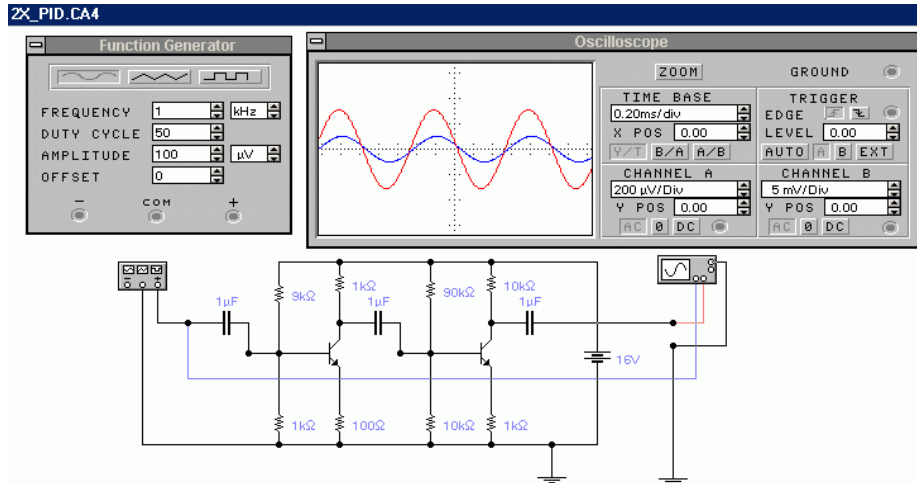 2X_PID.CA4
Function Generator
FREQUENCY 1 kHz
DUTY CYCLE 50
AMPLITUDE 100 µV
OFFSET 0
− COM +
Oscilloscope
ZOOM GROUND
TIME BASE
0.20ms/div
X POS 0.00
Y/T B/A A/B
TRIGGER
EDGE
LEVEL 0.00
AUTO A B EXT
CHANNEL A
200 µV/Div
Y POS 0.00
AC 0 DC
CHANNEL B
5 mV/Div
Y POS 0.00
AC 0 DC
9kΩ 1kΩ 90kΩ 10kΩ
1µF 1µF 1µF
16V
1kΩ 100Ω 10kΩ 1kΩ